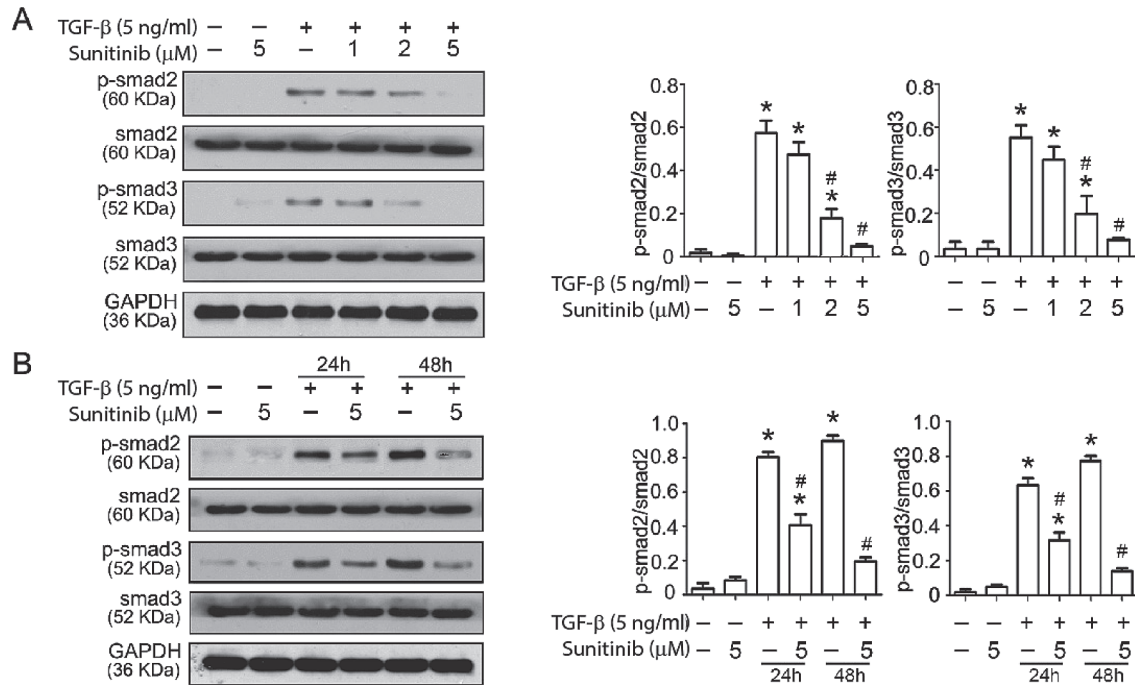 A
TGF-β (5 ng/ml) – – + + + +
Sunitinib (μM) – 5 – 1 2 5
p-smad2
(60 KDa)
smad2
(60 KDa)
p-smad3
(52 KDa)
smad3
(52 KDa)
GAPDH
(36 KDa)
p-smad2/smad2
0.8
0.6
0.4
0.2
0
* * # * #
TGF-β (5 ng/ml) – – + + + +
Sunitinib (μM) – 5 – 1 2 5
p-smad3/smad3
0.8
0.6
0.4
0.2
0
* * # * #
– – + + + +
– 5 – 1 2 5
B
24h 48h
TGF-β (5 ng/ml) – – + + + +
Sunitinib (μM) – 5 – 5 – 5
p-smad2
(60 KDa)
smad2
(60 KDa)
p-smad3
(52 KDa)
smad3
(52 KDa)
GAPDH
(36 KDa)
p-smad2/smad2
1.0
0.8
0.6
0.4
0.2
0
* # * * #
TGF-β (5 ng/ml) – – + + + +
Sunitinib (μM) – 5 – 5 – 5
24h 48h
p-smad3/smad3
1.0
0.8
0.6
0.4
0.2
0
* # * * #
– – + + + +
– 5 – 5 – 5
24h 48h